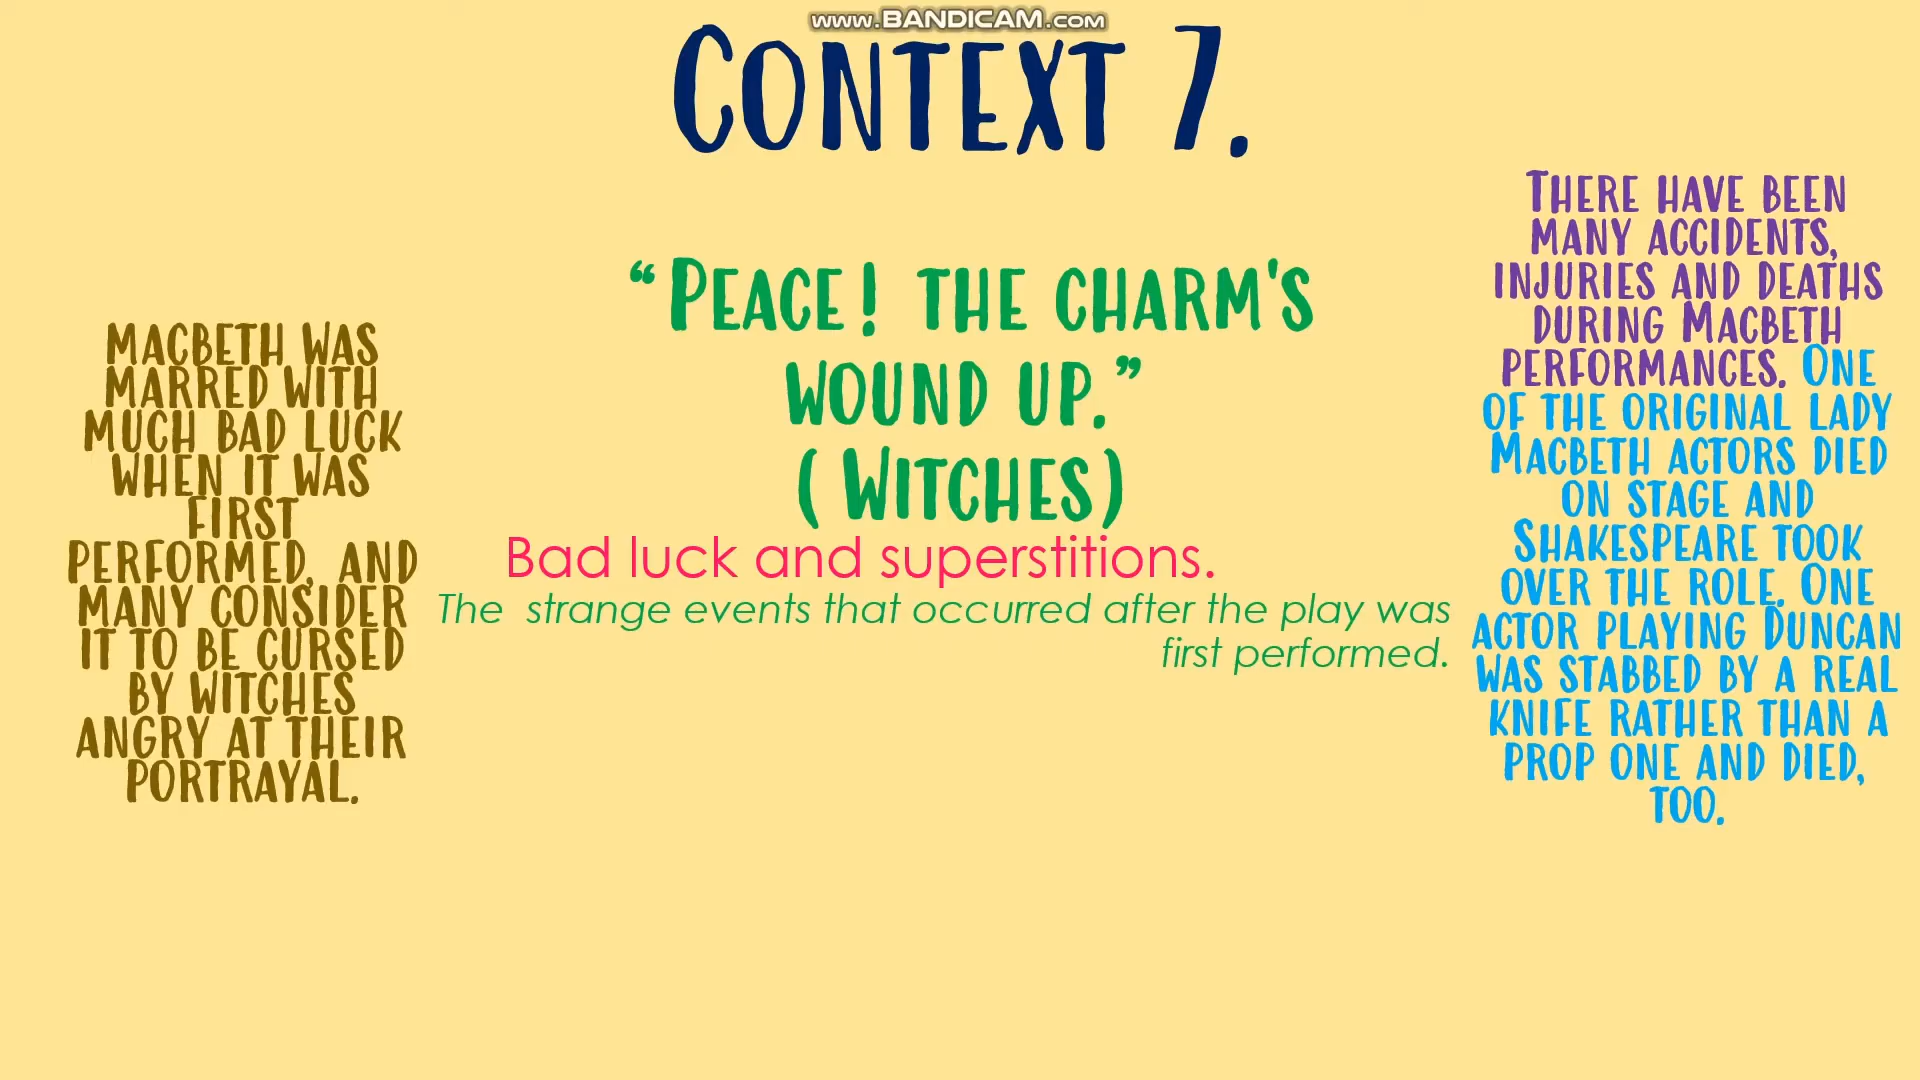 www.BANDICAM.com
Context 7.
“Peace! the charm's
wound up.”
(Witches)
Bad luck and superstitions.
The strange events that occurred after the play was
first performed.
Macbeth was
marred with
much bad luck
when it was
first
performed, and
many consider
it to be cursed
by witches
angry at their
portrayal.
There have been
many accidents,
injuries and deaths
during Macbeth
performances. One
of the original Lady
Macbeth actors died
on stage and
Shakespeare took
over the role. One
actor playing Duncan
was stabbed by a real
knife rather than a
prop one and died,
too.